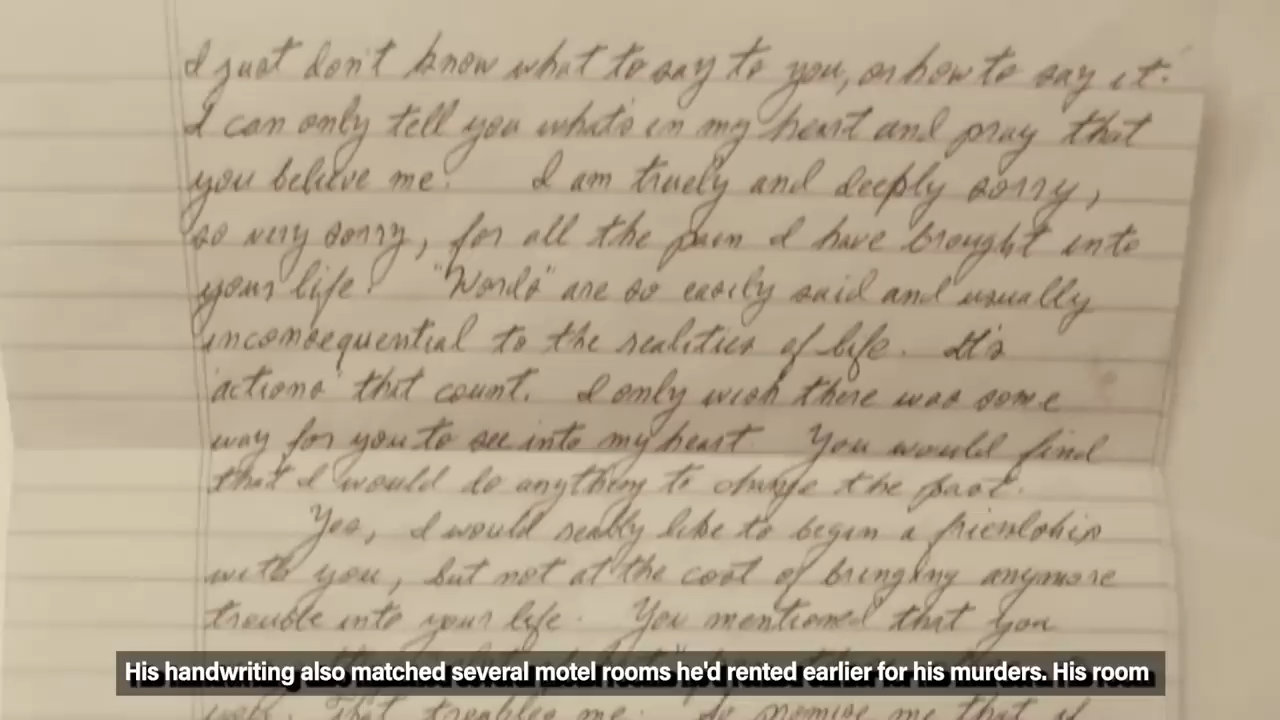 I just don't know what to say to you, or how to say it.
I can only tell you what's in my heart and pray that
you believe me. I am truely and deeply sorry,
so very sorry, for all the pain I have brought into
your life. "Words" are so easily said and usually
inconsequential to the realities of life. It's
'actions' that count. I only wish there was some
way for you to see into my heart. You would find
that I would do anything to change the past.
Yes, I would really like to begin a friendship
with you, but not at the cost of bringing anymore
trouble into your life. You mentioned that you
His handwriting also matched several motel rooms he'd rented earlier for his murders. His room
that troubles me. So promise me that if